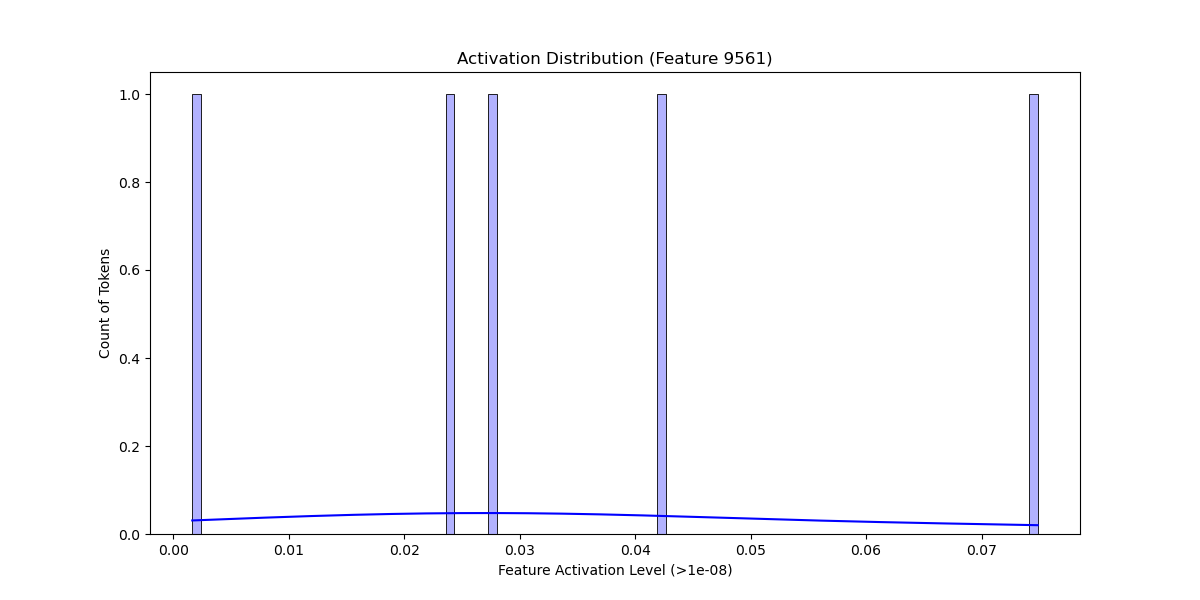 Activation Distribution (Feature 9561)
1.0
0.8
0.6
0.4
0.2
0.0
Count of Tokens
0.00 0.01 0.02 0.03 0.04 0.05 0.06 0.07
Feature Activation Level (>1e-08)